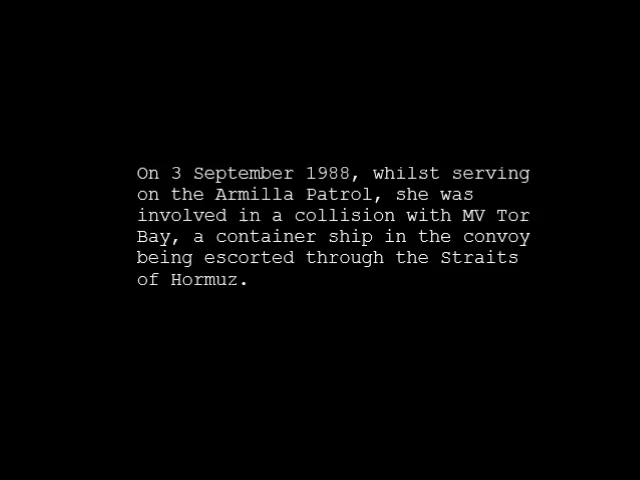 On 3 September 1988, whilst serving
on the Armilla Patrol, she was
involved in a collision with MV Tor
Bay, a container ship in the convoy
being escorted through the Straits
of Hormuz.